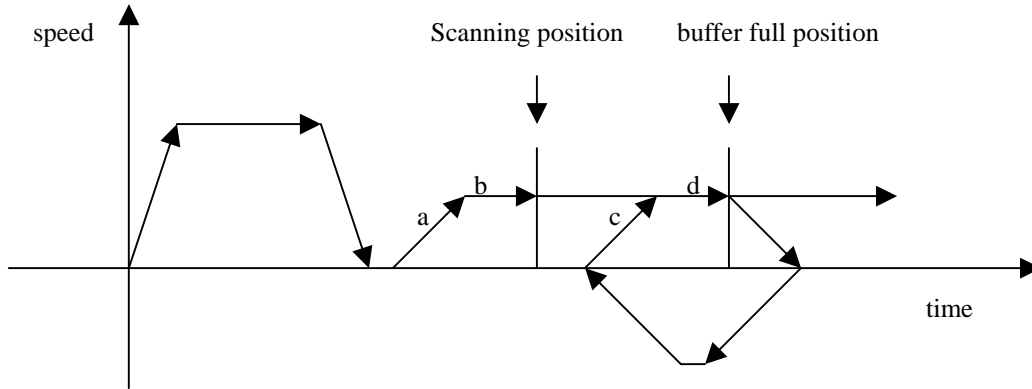 speed
Scanning position
buffer full position
b
d
a
c
time